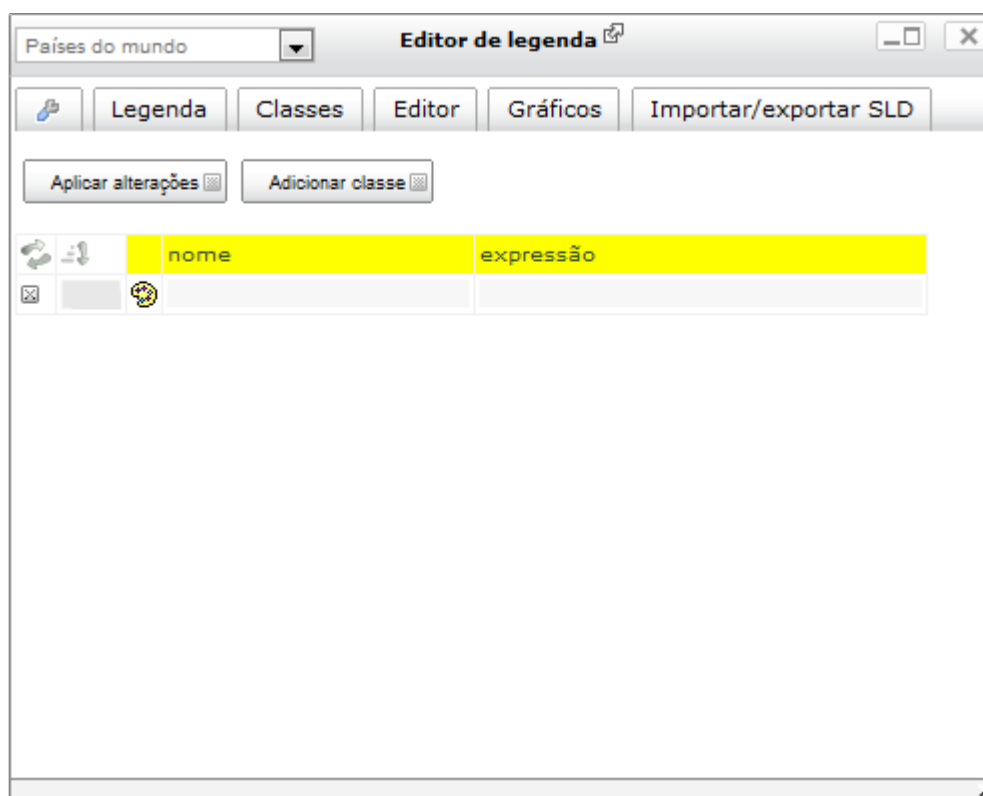 Países do mundo
Editor de legenda
Legenda
Classes
Editor
Gráficos
Importar/exportar SLD
Aplicar alterações
Adicionar classe
nome
expressão